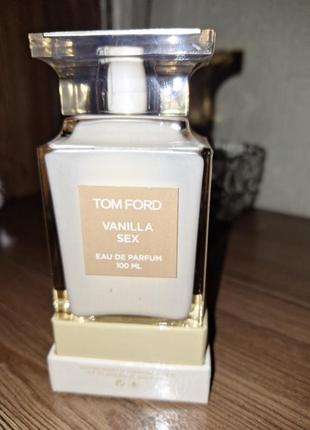 TOM FORD
VANILLA
SEX
EAU DE PARFUM
100 ML